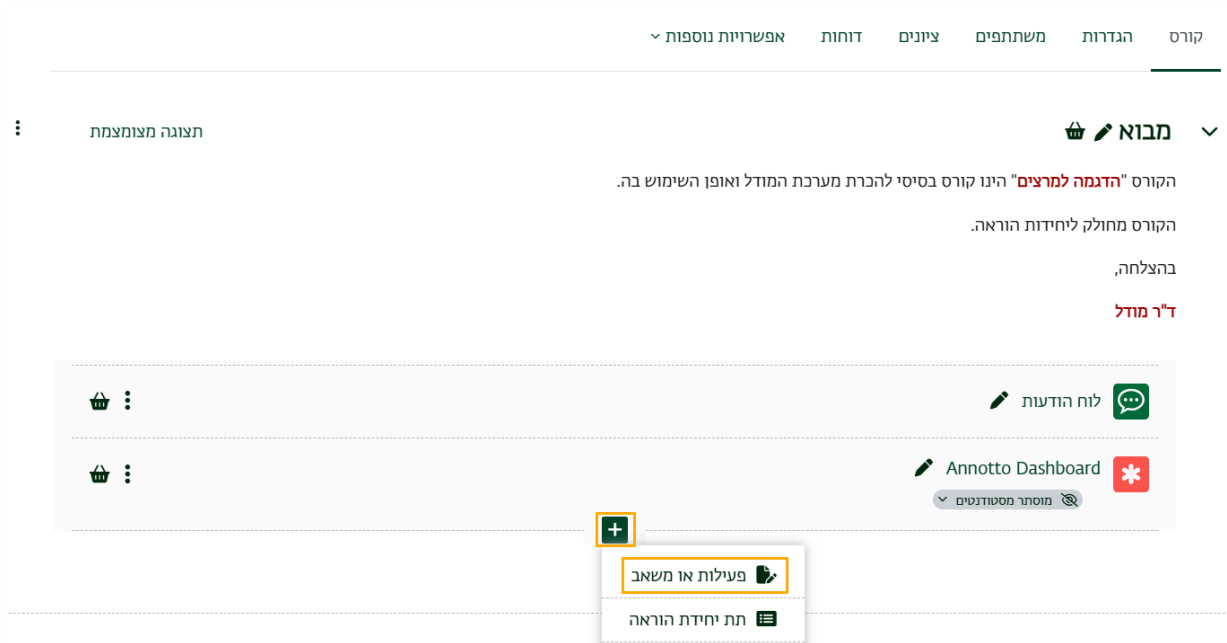 קורס הגדרות משתתפים ציונים דוחות אפשרויות נוספות
מבוא תצוגה מצומצמת
הקורס "הדגמה למרצים" הינו קורס בסיסי להכרת מערכת המודל ואופן השימוש בה.
הקורס מחולק ליחידות הוראה.
בהצלחה,
ד"ר מודל
לוח הודעות
Annotto Dashboard
מוסתר מסטודנטים
פעילות או משאב
תת יחידת הוראה